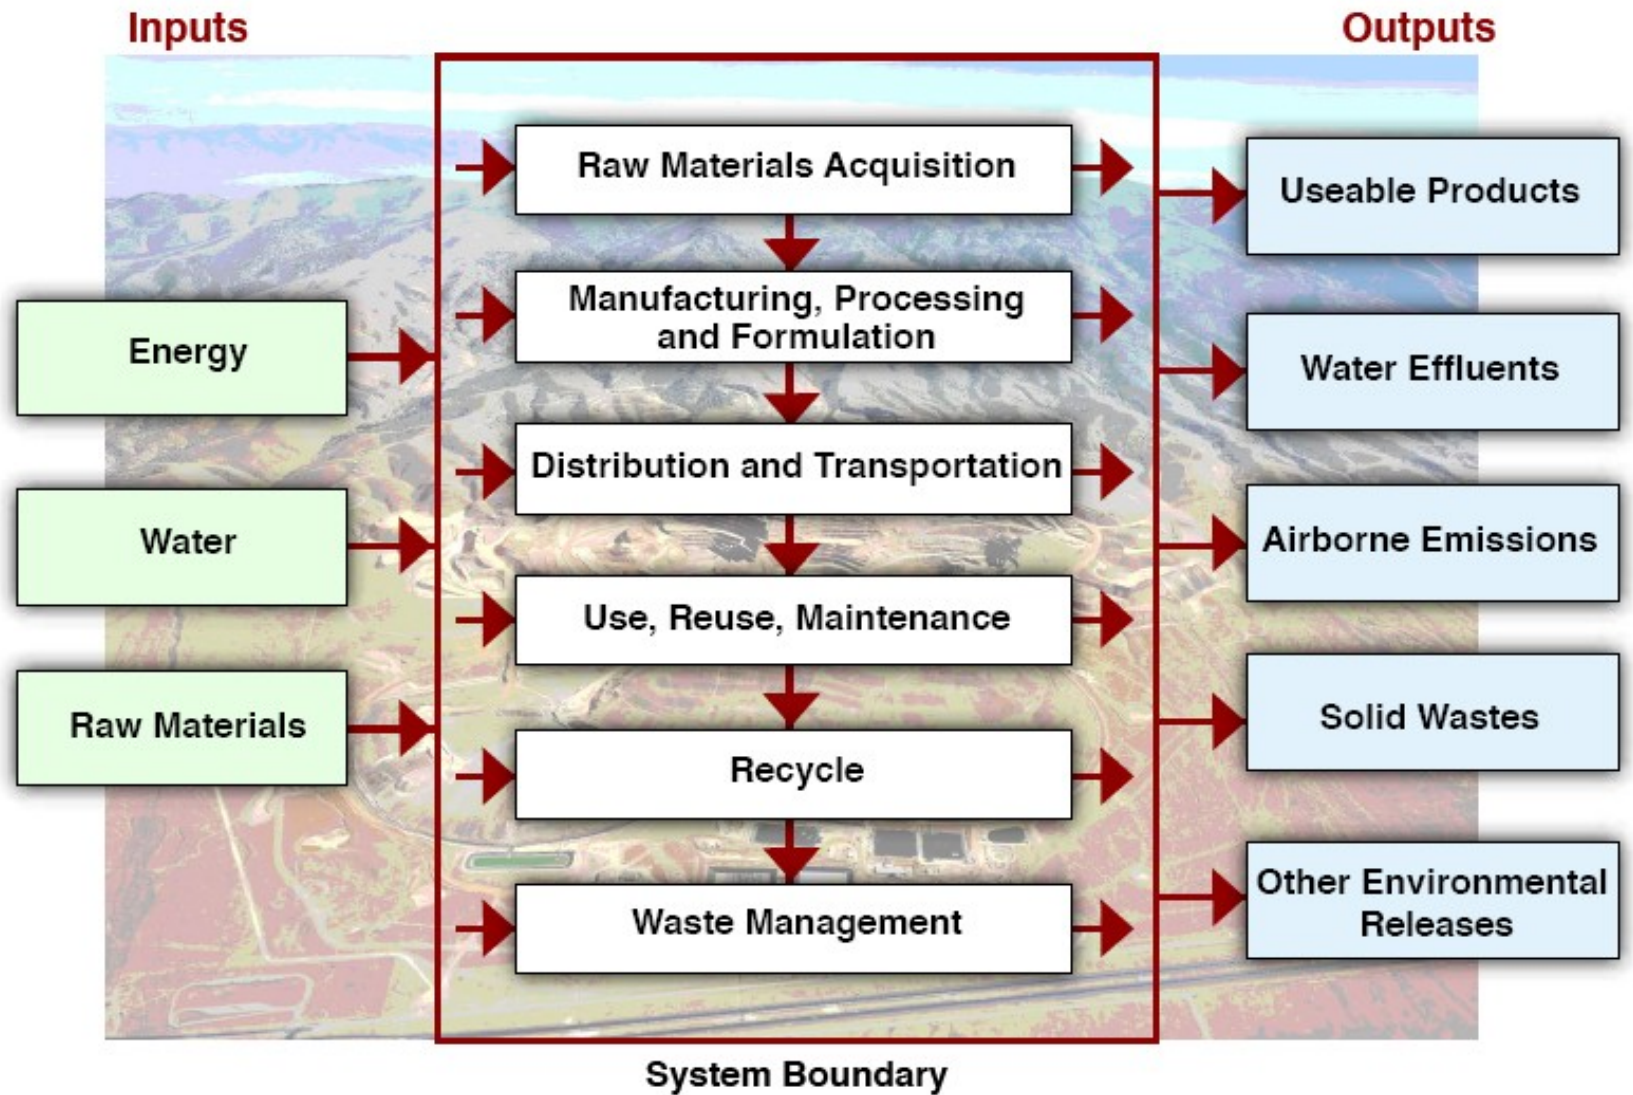 Inputs
Outputs
Raw Materials Acquisition
Manufacturing, Processing
and Formulation
Distribution and Transportation
Use, Reuse, Maintenance
Recycle
Waste Management
Energy
Water
Raw Materials
Useable Products
Water Effluents
Airborne Emissions
Solid Wastes
Other Environmental
Releases
System Boundary